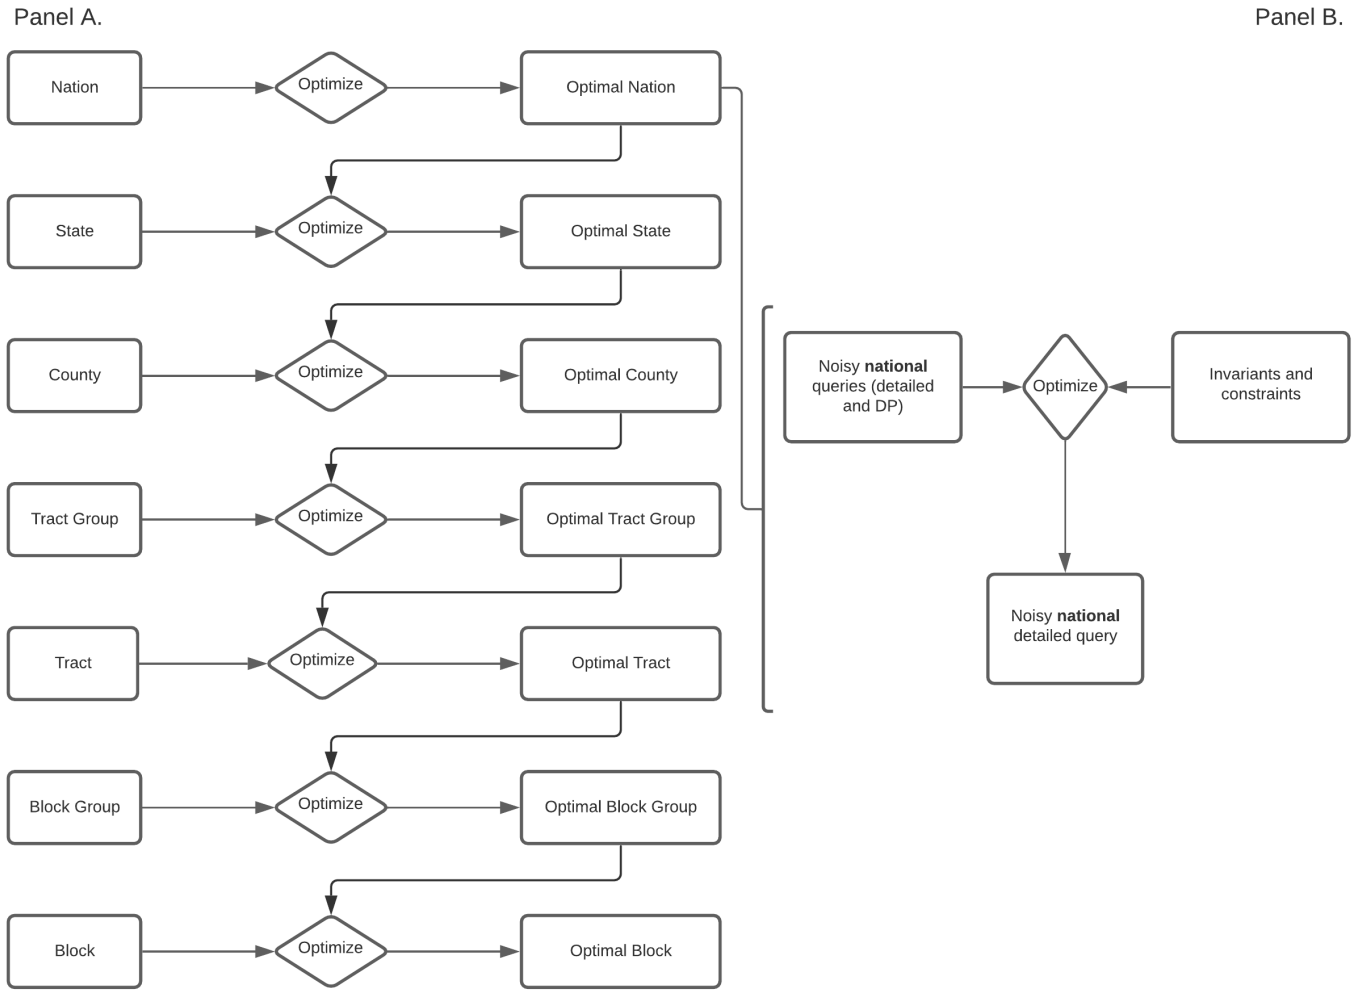 Panel A.
Panel B.
Nation
Optimize
Optimal Nation
State
Optimize
Optimal State
County
Optimize
Optimal County
Tract Group
Optimize
Optimal Tract Group
Tract
Optimize
Optimal Tract
Block Group
Optimize
Optimal Block Group
Block
Optimize
Optimal Block
Noisy national
queries (detailed
and DP)
Optimize
Invariants and
constraints
Noisy national
detailed query